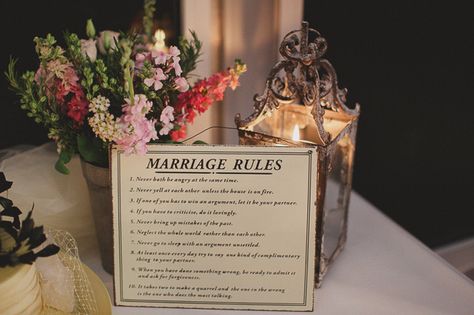 MARRIAGE RULES
1. Never both be angry at the same time.
2. Never yell at each other unless the house is on fire.
3. If one of you has to win an argument, let it be your partner.
4. If you have to criticize, do it lovingly.
5. Never bring up mistakes of the past.
6. Neglect the whole world rather than each other.
7. Never go to sleep with an argument unsettled.
8. At least once every day try to say one kind of complimentary
thing to your partner.
9. When you have done something wrong, be ready to admit it
and ask for forgiveness.
10. It takes two to make a quarrel and the one in the wrong
is the one who does the most talking.